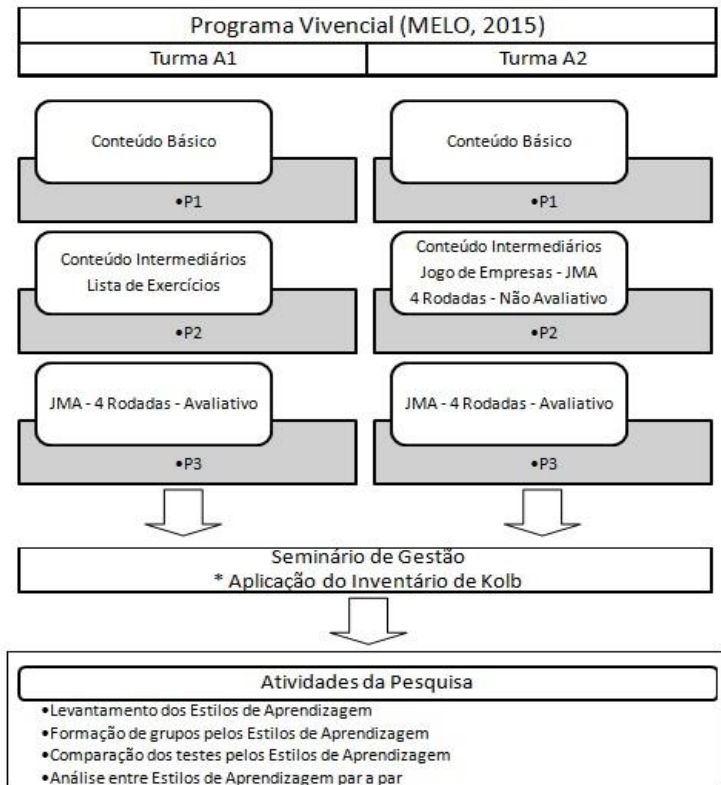 Programa Vivencial (MELO, 2015)
Turma A1
Turma A2
Conteúdo Básico
•P1
Conteúdo Básico
•P1
Conteúdo Intermediários
Lista de Exercícios
•P2
Conteúdo Intermediários
Jogo de Empresas - JMA
4 Rodadas - Não Avaliativo
•P2
JMA - 4 Rodadas - Avaliativo
•P3
JMA - 4 Rodadas - Avaliativo
•P3
Seminário de Gestão
* Aplicação do Inventário de Kolb
Atividades da Pesquisa
•Levantamento dos Estilos de Aprendizagem
•Formação de grupos pelos Estilos de Aprendizagem
•Comparação dos testes pelos Estilos de Aprendizagem
•Análise entre Estilos de Aprendizagem par a par